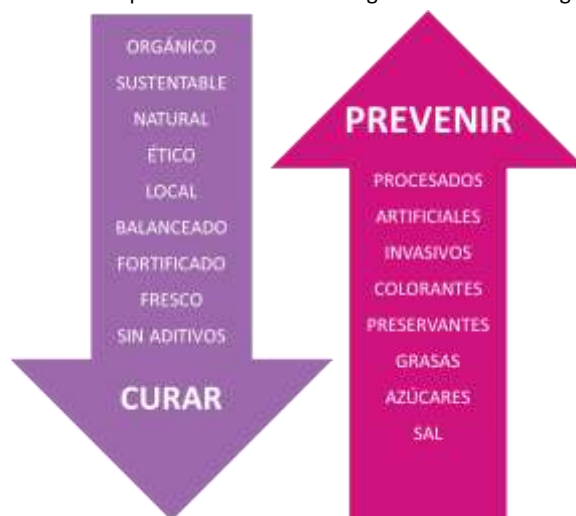 ORGÁNICO
SUSTENTABLE
NATURAL
ÉTICO
LOCAL
BALANCEADO
FORTIFICADO
FRESCO
SIN ADITIVOS
CURAR
PREVENIR
PROCESADOS
ARTIFICIALES
INVASIVOS
COLORANTES
PRESERVANTES
GRASAS
AZÚCARES
SAL